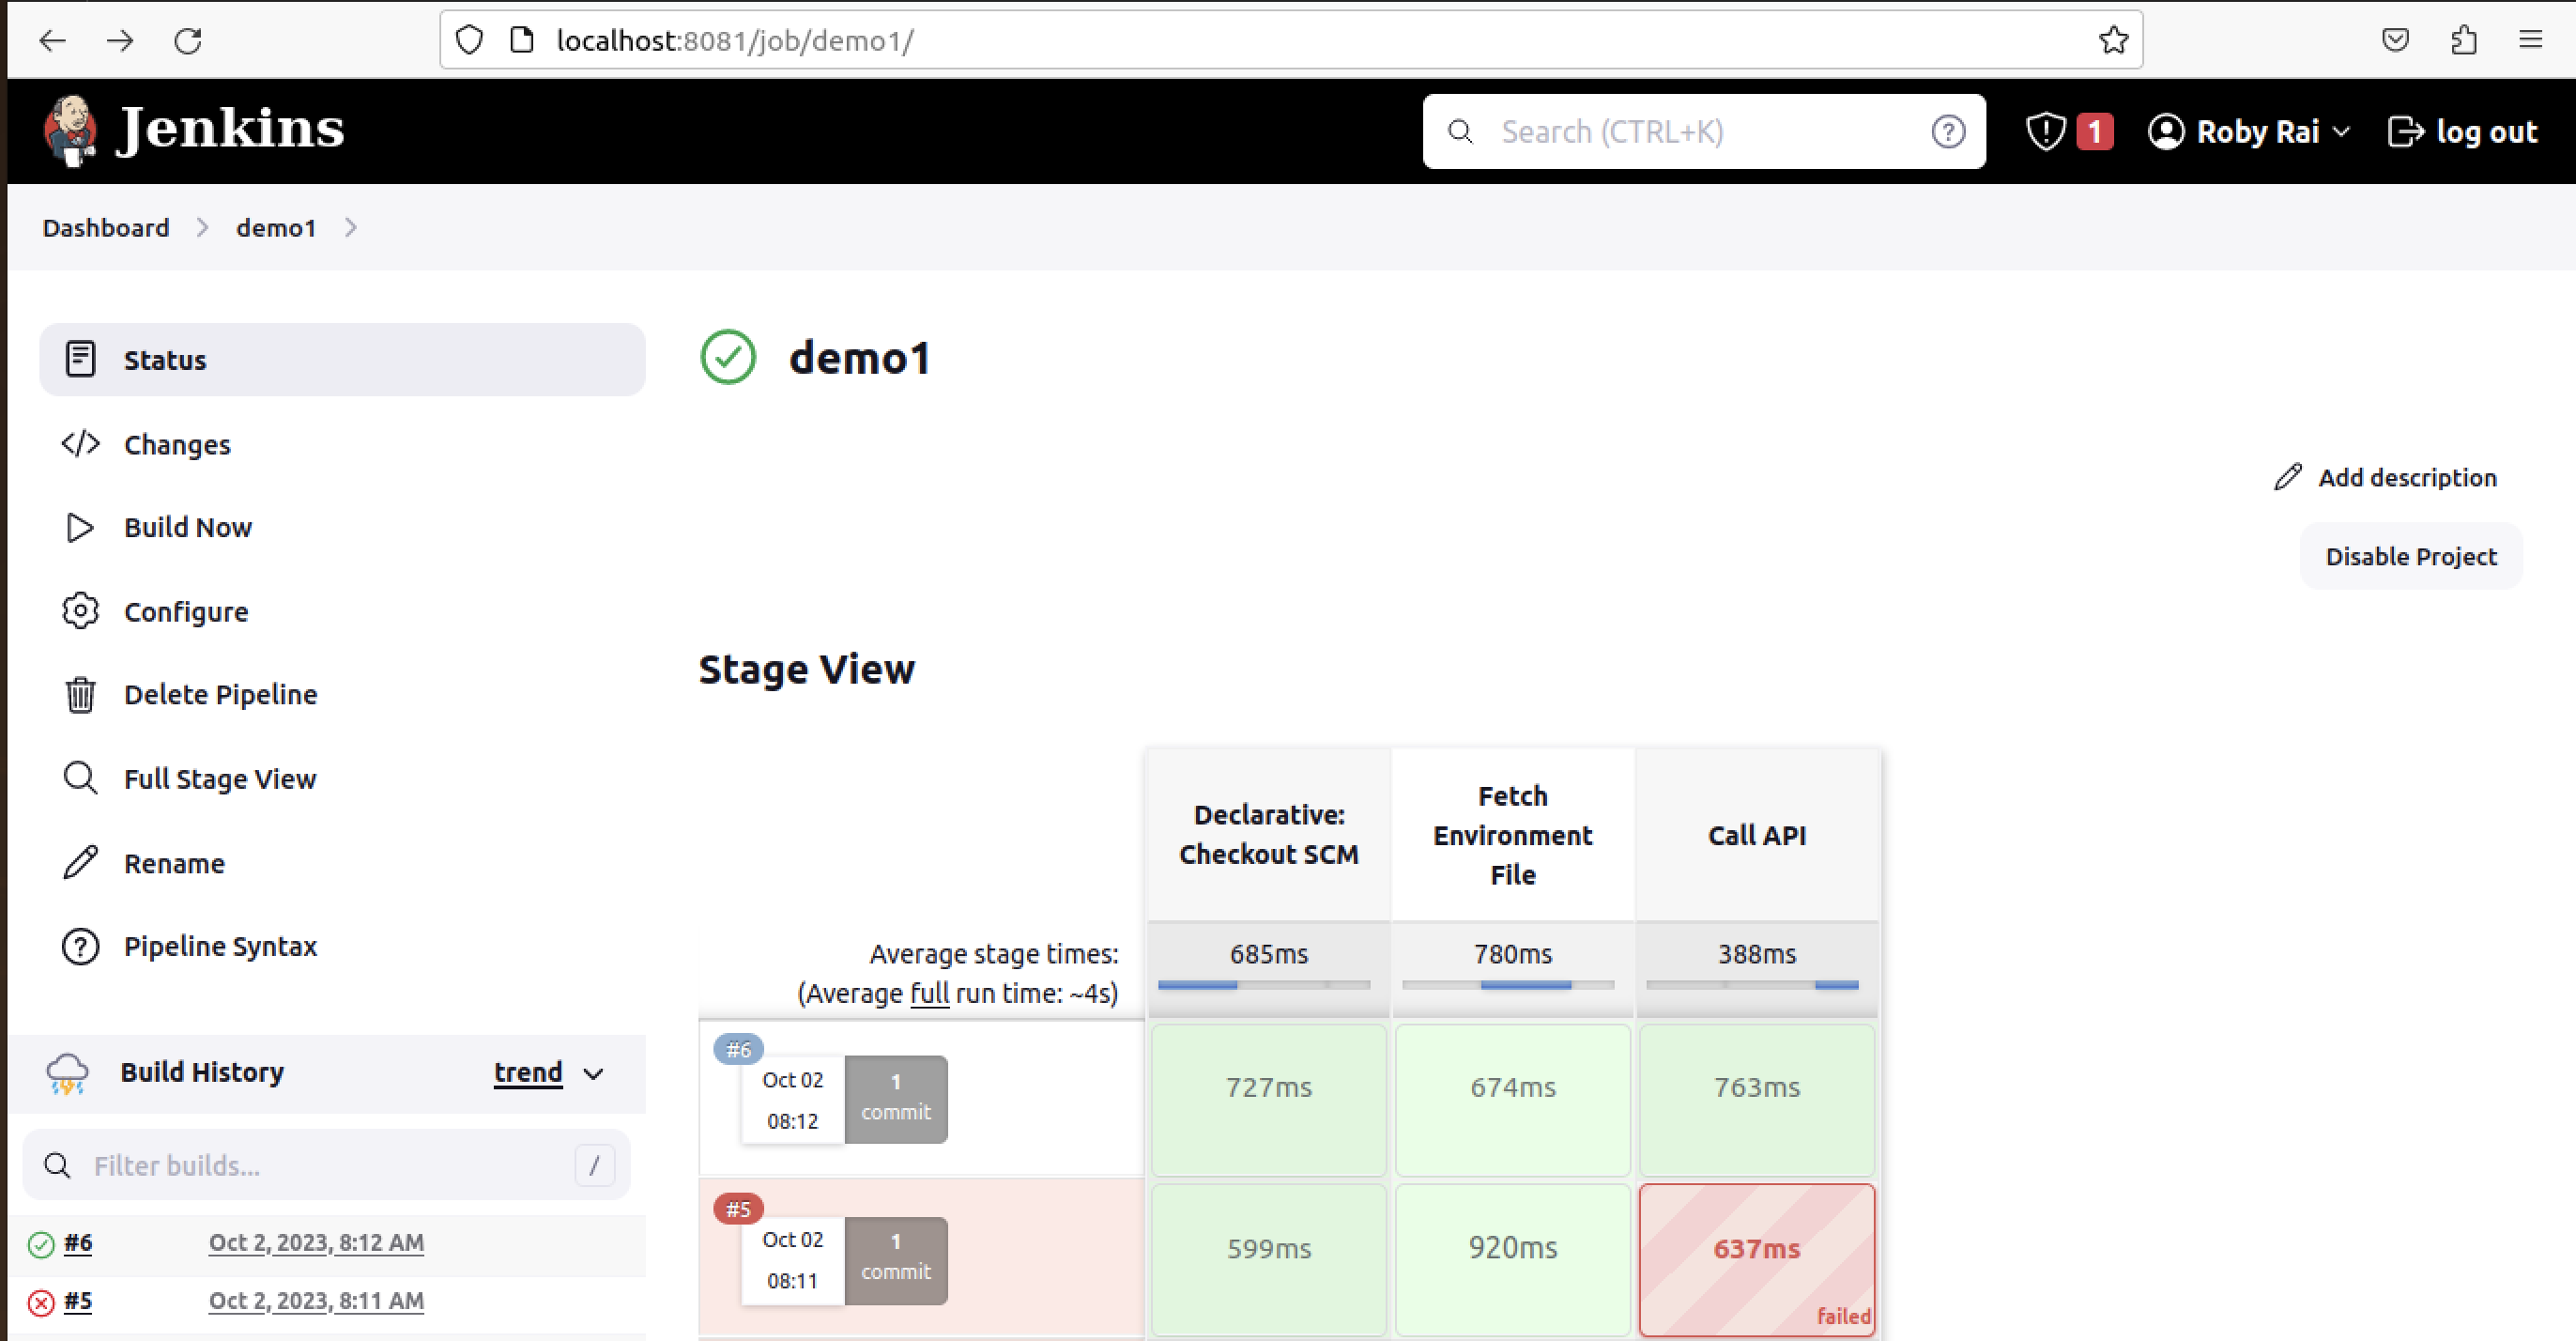 localhost:8081/job/demo1/
Jenkins
Search (CTRL+K)
1
Roby Rai
log out
Dashboard
demo1
Status
Changes
Build Now
Configure
Delete Pipeline
Full Stage View
Rename
Pipeline Syntax
Build History
trend
Filter builds...
/
#6
Oct 2, 2023, 8:12 AM
#5
Oct 2, 2023, 8:11 AM
demo1
Add description
Disable Project
Stage View
Declarative:
Checkout SCM
Fetch
Environment
File
Call API
Average stage times:
(Average full run time: ~4s)
685ms
780ms
388ms
#6
Oct 02
08:12
1
commit
727ms
674ms
763ms
#5
Oct 02
08:11
1
commit
599ms
920ms
637ms
failed